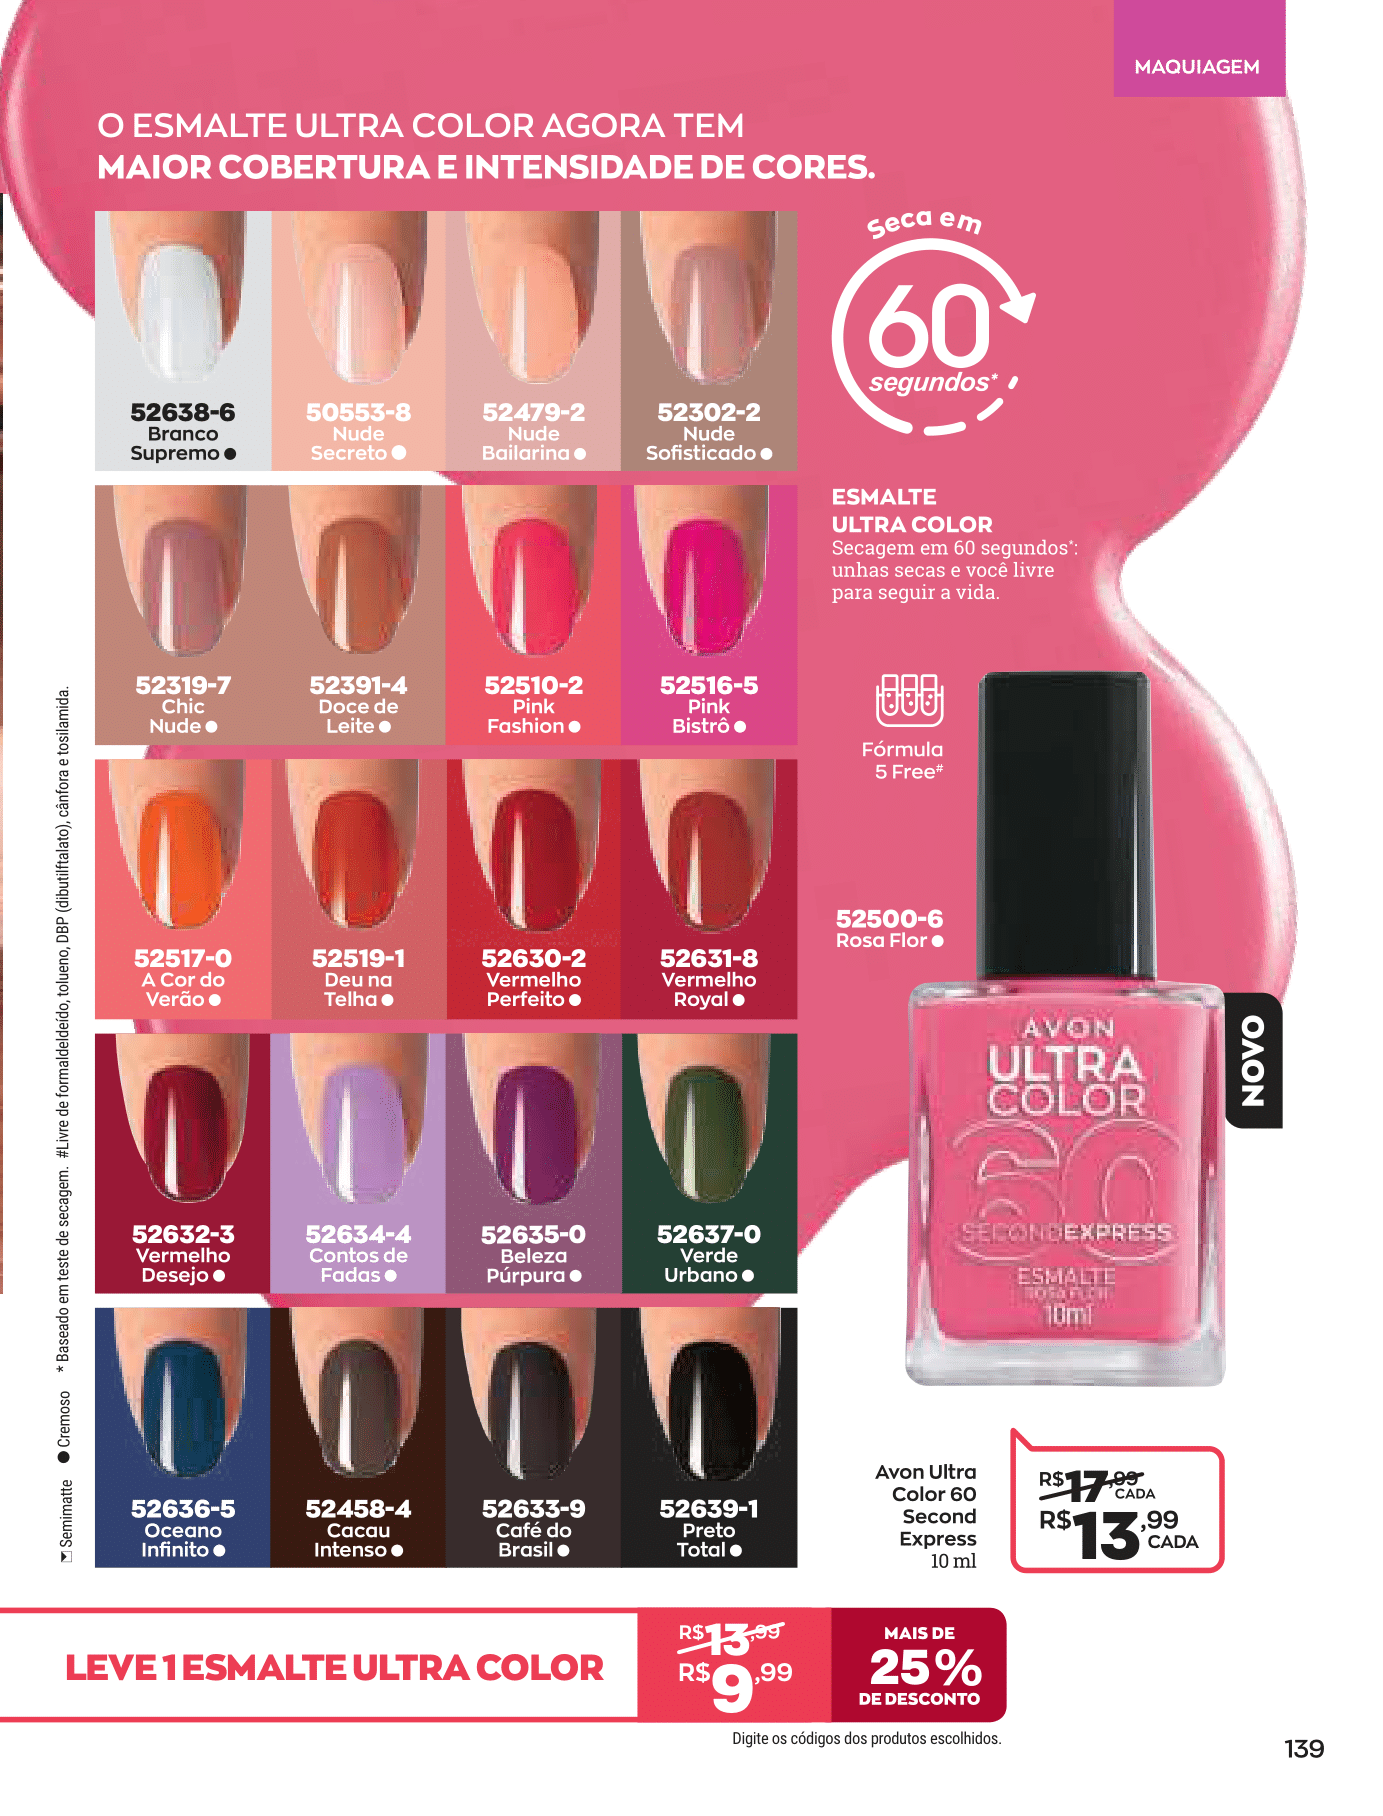 MAQUIAGEM
O ESMALTE ULTRA COLOR AGORA TEM
MAIOR COBERTURA E INTENSIDADE DE CORES.
52638-6
Branco
Supremo
50553-8
Nude
Secreto
52479-2
Nude
Bailarina
52302-2
Nude
Sofisticado
52319-7
Chic
Nude
52391-4
Doce de
Leite
52510-2
Pink
Fashion
52516-5
Pink
Bistrô
52517-0
A Cor do
Verão
52519-1
Deu na
Telha
52630-2
Vermelho
Perfeito
52631-8
Vermelho
Royal
52632-3
Vermelho
Desejo
52634-4
Contos de
Fadas
52635-0
Beleza
Púrpura
52637-0
Verde
Urbano
52636-5
Oceano
Infinito
52458-4
Cacau
Intenso
52633-9
Café do
Brasil
52639-1
Preto
Total
Seca em
60
segundos*
ESMALTE
ULTRA COLOR
Secagem em 60 segundos*:
unhas secas e você livre
para seguir a vida.
Fórmula
5 Free#
52500-6
Rosa Flor
NOVO
AVON
ULTRA
COLOR
60
SECONDEXPRESS
ESMALTE
ROSA FLOR
10ml
Avon Ultra
Color 60
Second
Express
10 ml
R$17,99
CADA
R$13,99
CADA
Semimatte ● Cremoso * Baseado em teste de secagem. #Livre de formaldeldeído, tolueno, DBP (dibutilftalato), cânfora e tosilamida.
LEVE 1 ESMALTE ULTRA COLOR
R$13,99
R$9,99
MAIS DE
25%
DE DESCONTO
Digite os códigos dos produtos escolhidos.
139